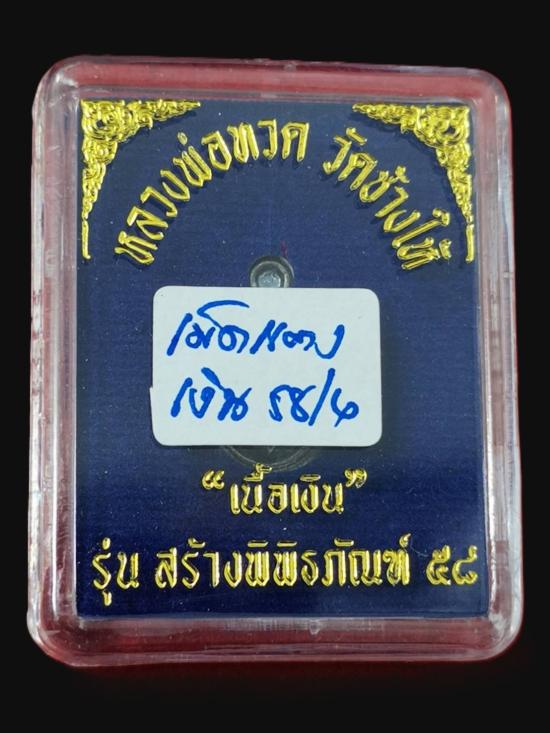 หลวงพ่อทวด วัดช้างให้
เม็ดแตง
เงิน ๕๘/๖
“เนื้อเงิน”
รุ่น สร้างพิพิธภัณฑ์ ๕๘